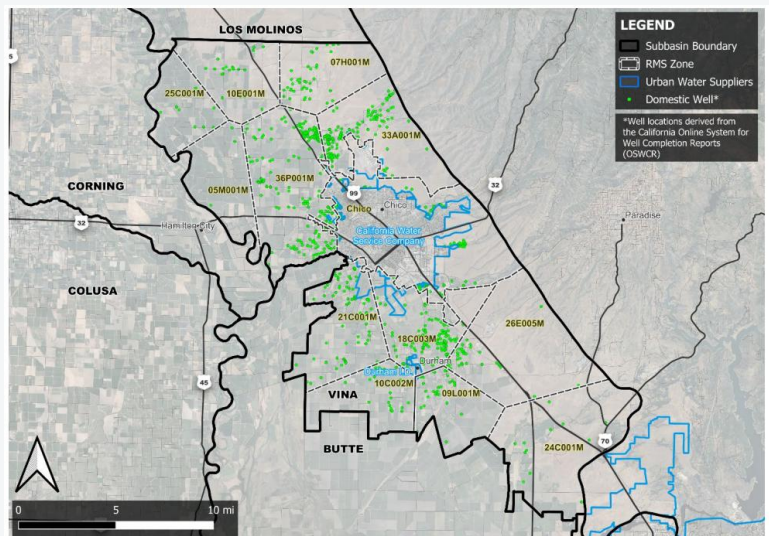 LOS MOLINOS
LEGEND
Subbasin Boundary
RMS Zone
Urban Water Suppliers
Domestic Well*
*Well locations derived from
the California Online System for
Well Completion Reports
(OSWCR)
5
07H001M
25C001M
10E001M
33A001M
CORNING
36P001M
05M001M
99
32
Chico
Chico
Paradise
32
Hamilton City
California Water
Service Company
COLUSA
26E005M
21C001M
18C003M
Durham
45
10C002M
09L001M
VINA
BUTTE
24C001M
70
0
5
10 mi